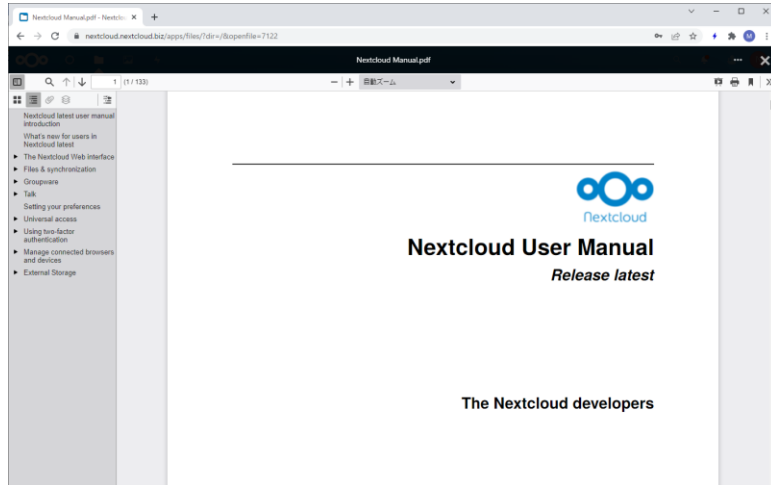 Nextcloud Manual.pdf - Nextclo
nextcloud.nextcloud.biz/apps/files/?dir=/&openfile=7122
M
Nextcloud Manual.pdf
1 (1 / 133)
自動ズーム
Nextcloud latest user manual
introduction
What's new for users in
Nextcloud latest
The Nextcloud Web interface
Files & synchronization
Groupware
Talk
Setting your preferences
Universal access
Using two-factor
authentication
Manage connected browsers
and devices
External Storage
Nextcloud
Nextcloud User Manual
Release latest
The Nextcloud developers